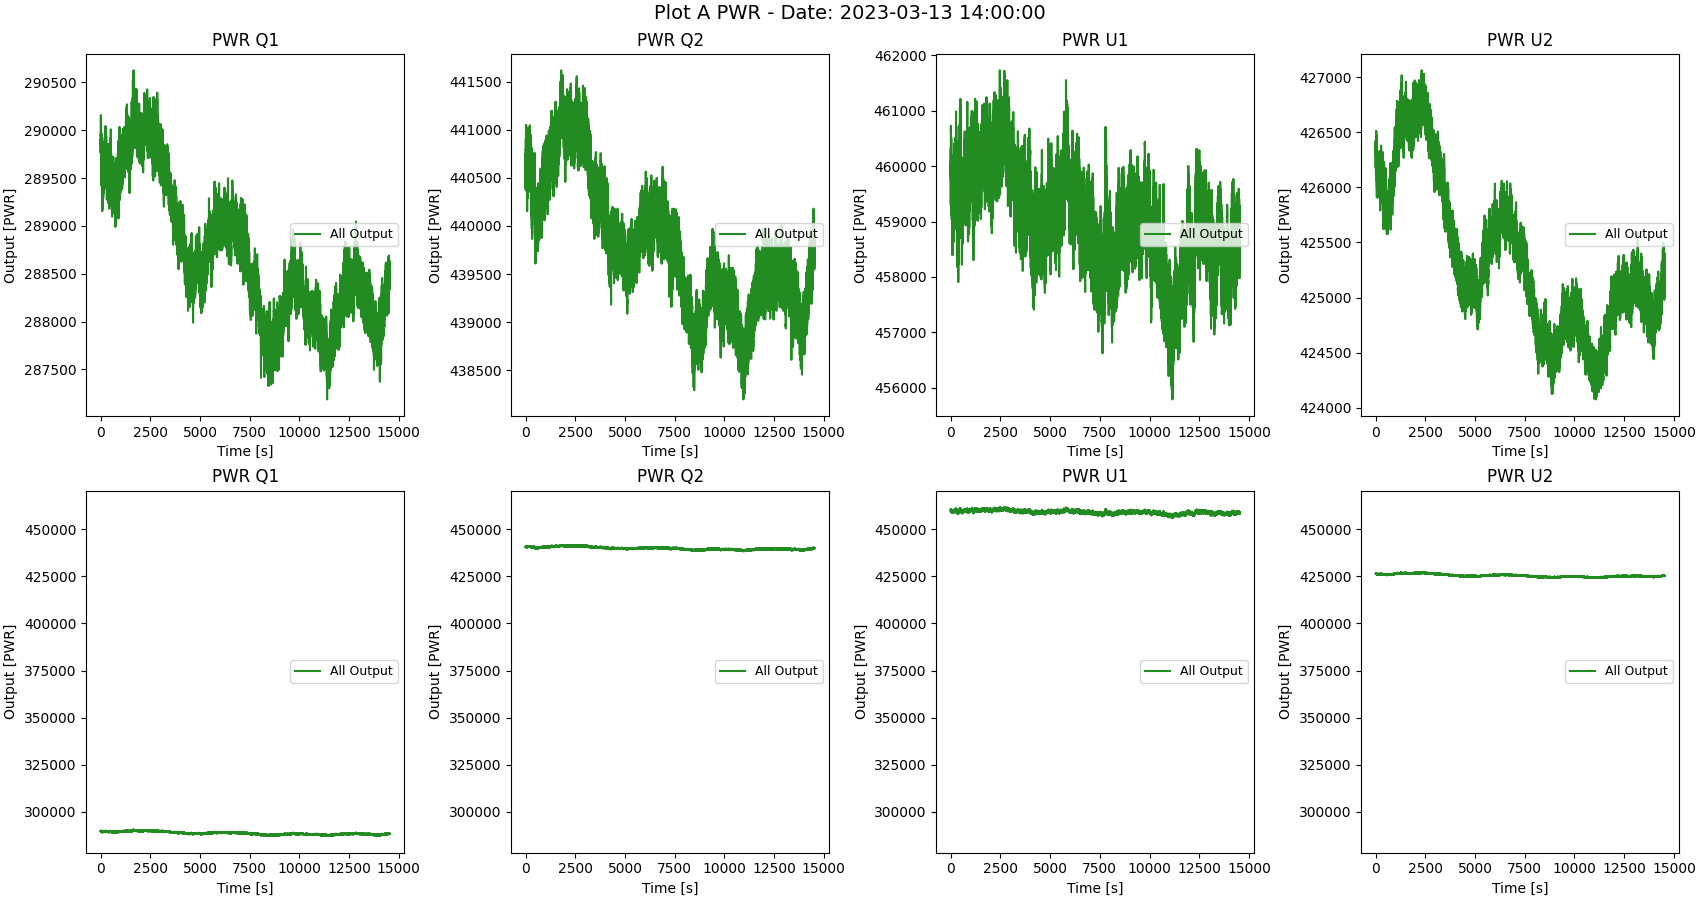 Plot A PWR - Date: 2023-03-13 14:00:00
PWR Q1
Output [PWR]
290500
290000
289500
289000
288500
288000
287500
All Output
0 2500 5000 7500 10000 12500 15000
Time [s]
PWR Q2
Output [PWR]
441500
441000
440500
440000
439500
439000
438500
All Output
0 2500 5000 7500 10000 12500 15000
Time [s]
PWR U1
Output [PWR]
462000
461000
460000
459000
458000
457000
456000
All Output
0 2500 5000 7500 10000 12500 15000
Time [s]
PWR U2
Output [PWR]
427000
426500
426000
425500
425000
424500
424000
All Output
0 2500 5000 7500 10000 12500 15000
Time [s]
PWR Q1
Output [PWR]
450000
425000
400000
375000
350000
325000
300000
All Output
0 2500 5000 7500 10000 12500 15000
Time [s]
PWR Q2
Output [PWR]
450000
425000
400000
375000
350000
325000
300000
All Output
0 2500 5000 7500 10000 12500 15000
Time [s]
PWR U1
Output [PWR]
450000
425000
400000
375000
350000
325000
300000
All Output
0 2500 5000 7500 10000 12500 15000
Time [s]
PWR U2
Output [PWR]
450000
425000
400000
375000
350000
325000
300000
All Output
0 2500 5000 7500 10000 12500 15000
Time [s]